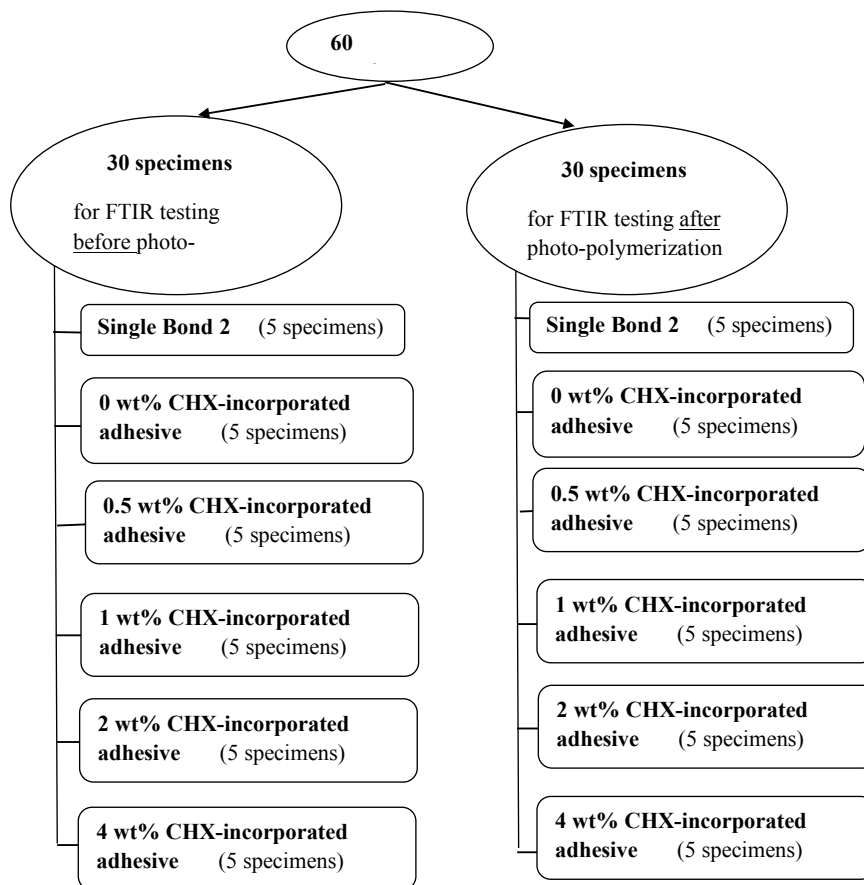 60
30 specimens
for FTIR testing
before photo-
Single Bond 2 (5 specimens)
0 wt% CHX-incorporated
adhesive (5 specimens)
0.5 wt% CHX-incorporated
adhesive (5 specimens)
1 wt% CHX-incorporated
adhesive (5 specimens)
2 wt% CHX-incorporated
adhesive (5 specimens)
4 wt% CHX-incorporated
adhesive (5 specimens)
30 specimens
for FTIR testing after
photo-polymerization
Single Bond 2 (5 specimens)
0 wt% CHX-incorporated
adhesive (5 specimens)
0.5 wt% CHX-incorporated
adhesive (5 specimens)
1 wt% CHX-incorporated
adhesive (5 specimens)
2 wt% CHX-incorporated
adhesive (5 specimens)
4 wt% CHX-incorporated
adhesive (5 specimens)